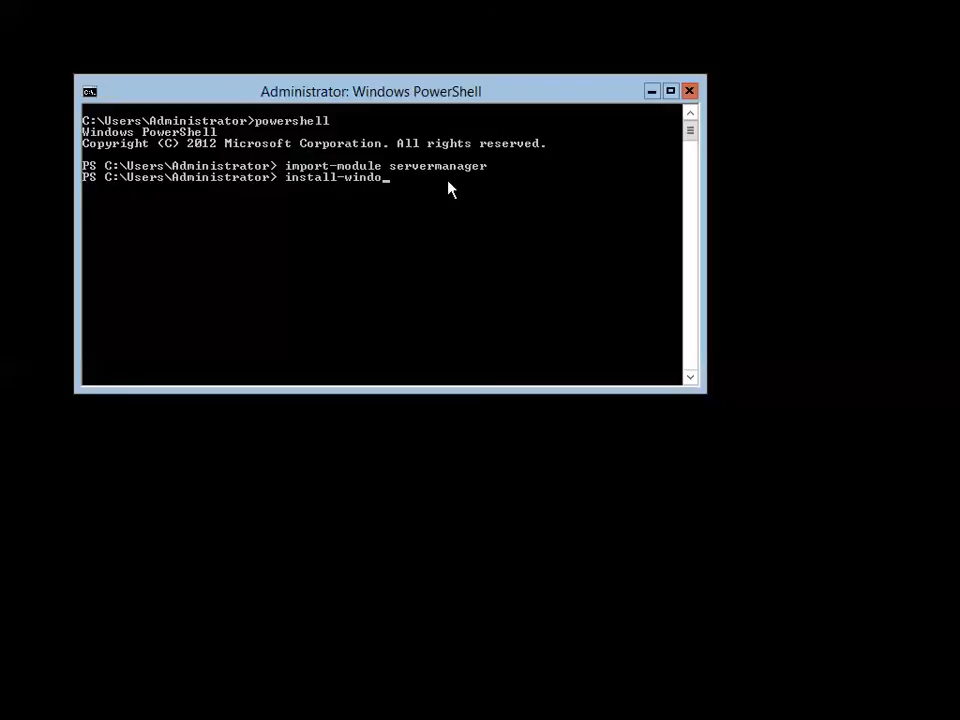 Administrator: Windows PowerShell
C:\Users\Administrator>powershell
Windows PowerShell
Copyright (C) 2012 Microsoft Corporation. All rights reserved.
PS C:\Users\Administrator> import-module servermanager
PS C:\Users\Administrator> install-windo_